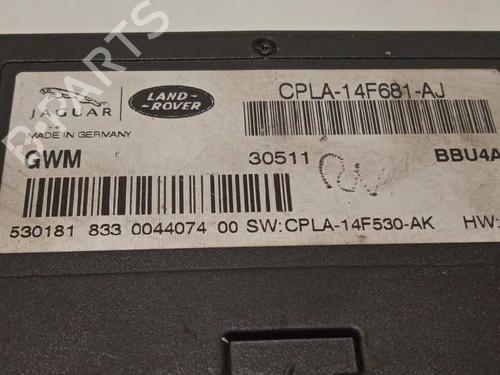 B-PARTS
JAGUAR
LAND-
-ROVER
CPLA-14F681-AJ
MADE IN GERMANY
GWM 30511 BBU4A
530181 833 0044074 00 SW:CPLA-14F530-AK HW: